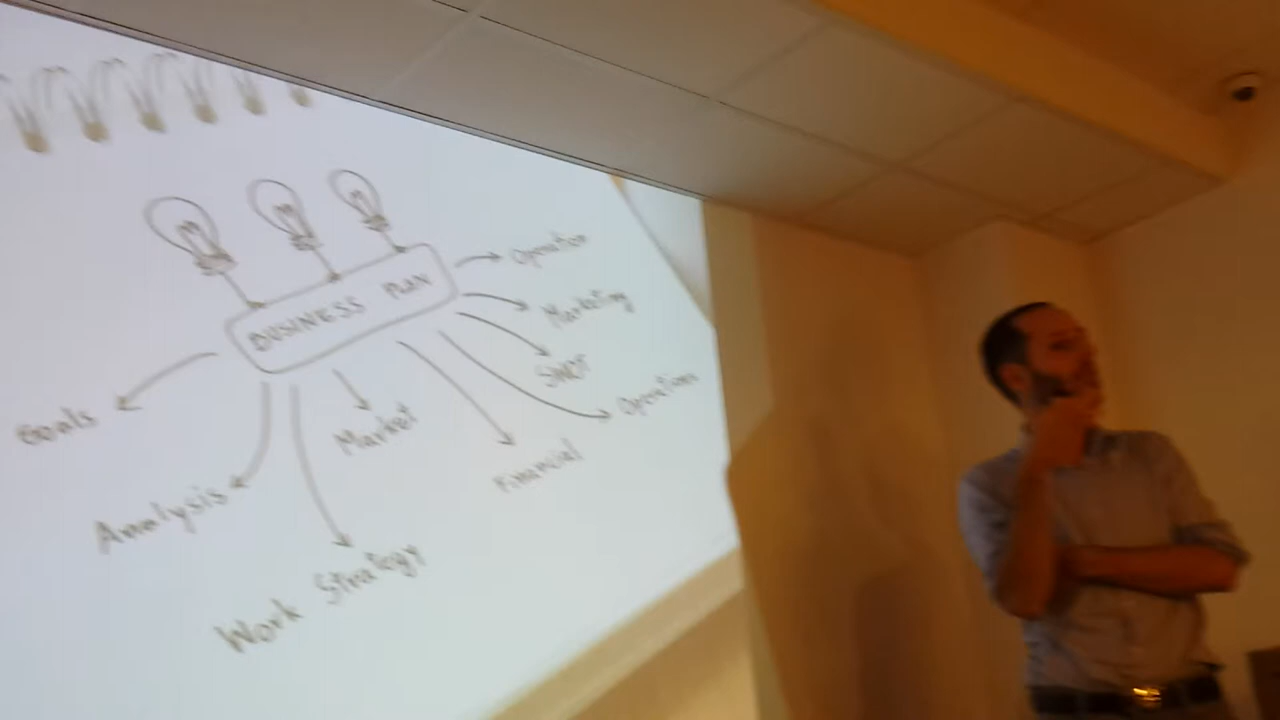 BUSINESS PLAN
Operation
Marketing
SWOT
Operations
Goals
Market
Financial
Analysis
Work Strategy